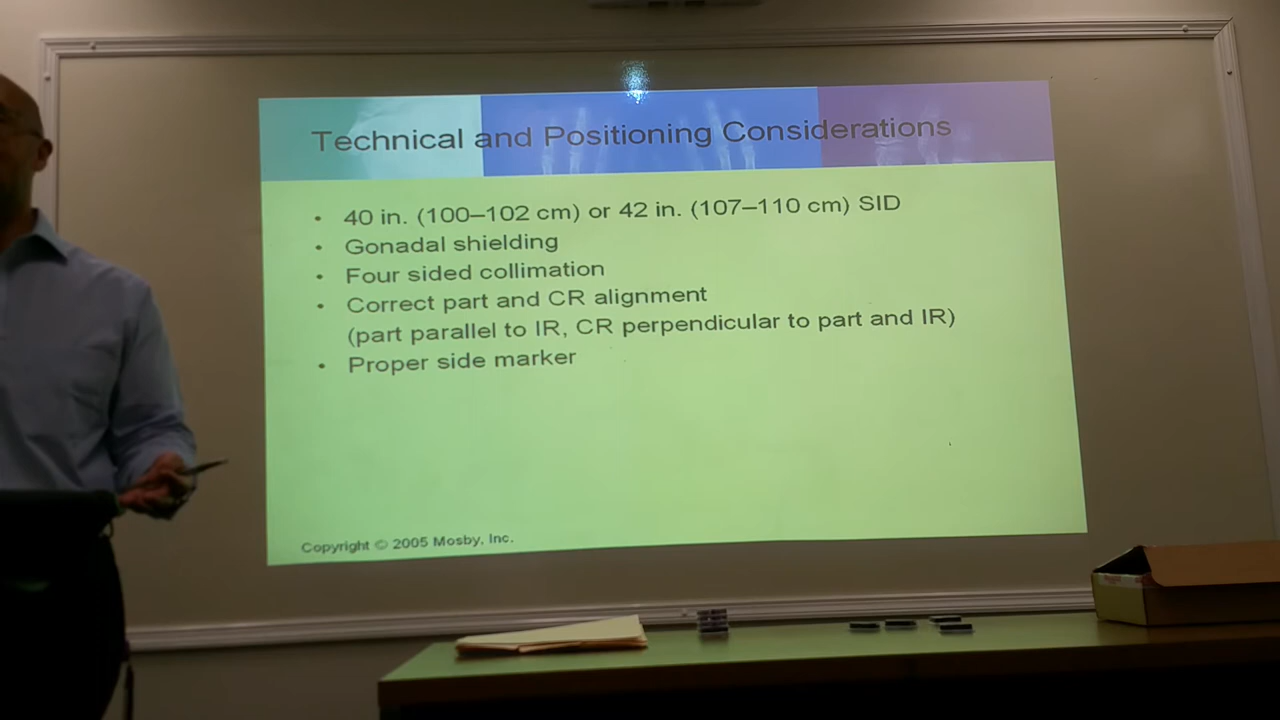 Technical and Positioning Considerations
• 40 in. (100–102 cm) or 42 in. (107–110 cm) SID
• Gonadal shielding
• Four sided collimation
• Correct part and CR alignment
(part parallel to IR, CR perpendicular to part and IR)
• Proper side marker
Copyright © 2005 Mosby, Inc.